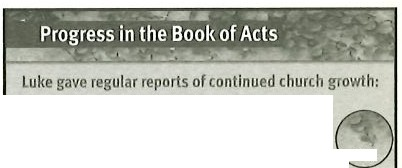 Progress in the Book of Acts
Luke gave regular reports of continued church growth: